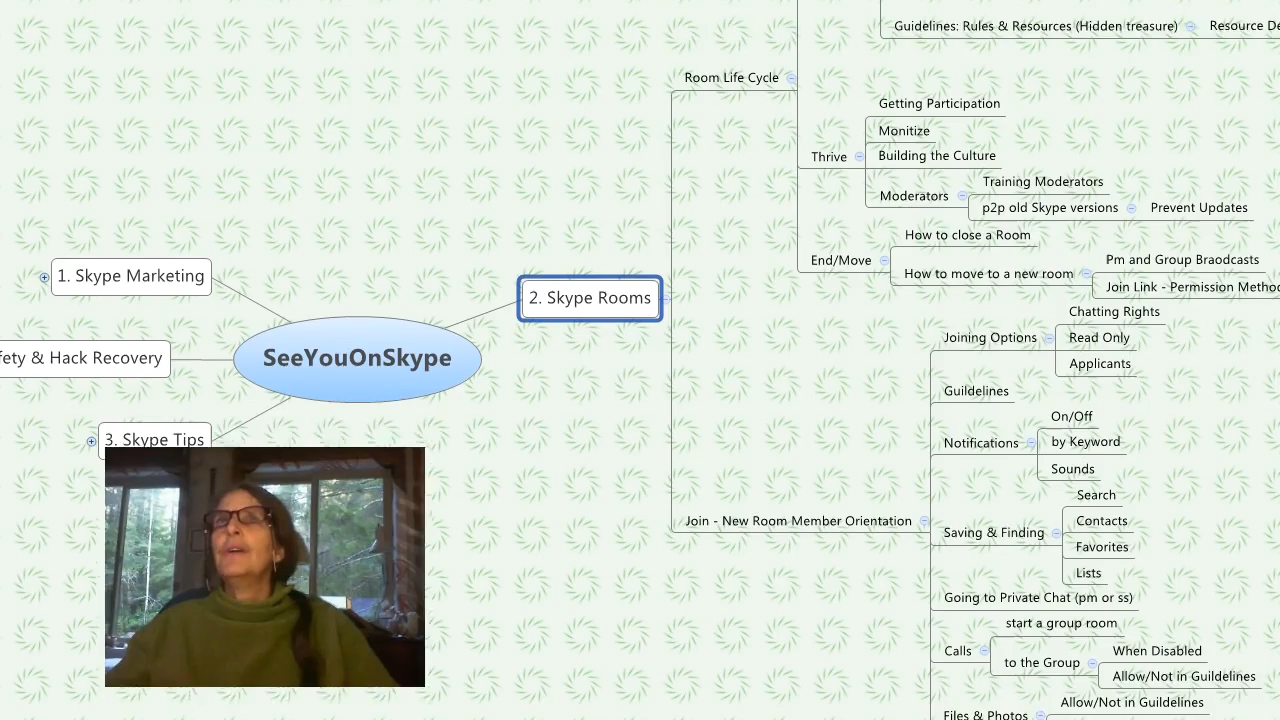 Guidelines: Rules & Resources (Hidden treasure)
Resource De
Room Life Cycle
Getting Participation
Monitize
Thrive
Building the Culture
Training Moderators
Moderators
p2p old Skype versions
Prevent Updates
How to close a Room
End/Move
Pm and Group Braodcasts
How to move to a new room
Join Link - Permission Method
1. Skype Marketing
2. Skype Rooms
SeeYouOnSkype
fety & Hack Recovery
3. Skype Tips
Chatting Rights
Joining Options
Read Only
Applicants
Guildelines
On/Off
Notifications
by Keyword
Sounds
Search
Join - New Room Member Orientation
Contacts
Saving & Finding
Favorites
Lists
Going to Private Chat (pm or ss)
start a group room
Calls
When Disabled
to the Group
Allow/Not in Guildelines
Allow/Not in Guildelines
Files & Photos